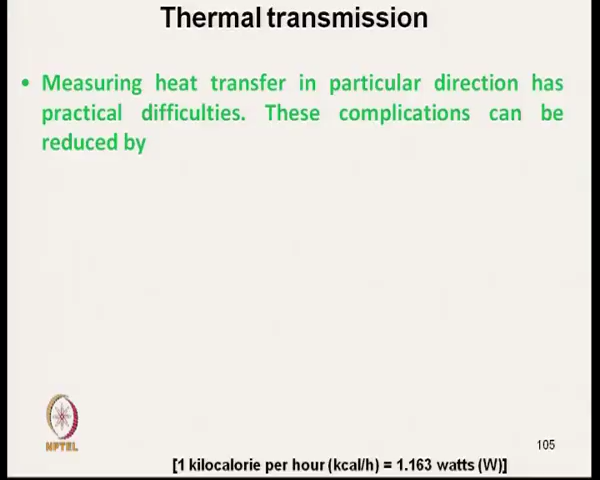 Thermal transmission
• Measuring heat transfer in particular direction has
practical difficulties. These complications can be
reduced by
NPTEL
105
[1 kilocalorie per hour (kcal/h) = 1.163 watts (W)]